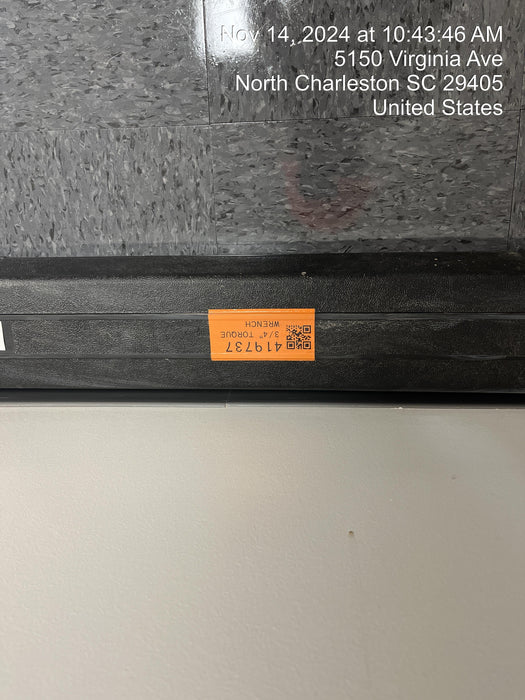 Nov 14, 2024 at 10:43:46 AM
5150 Virginia Ave
North Charleston SC 29405
United States
419737
3/4" TORQUE
WRENCH